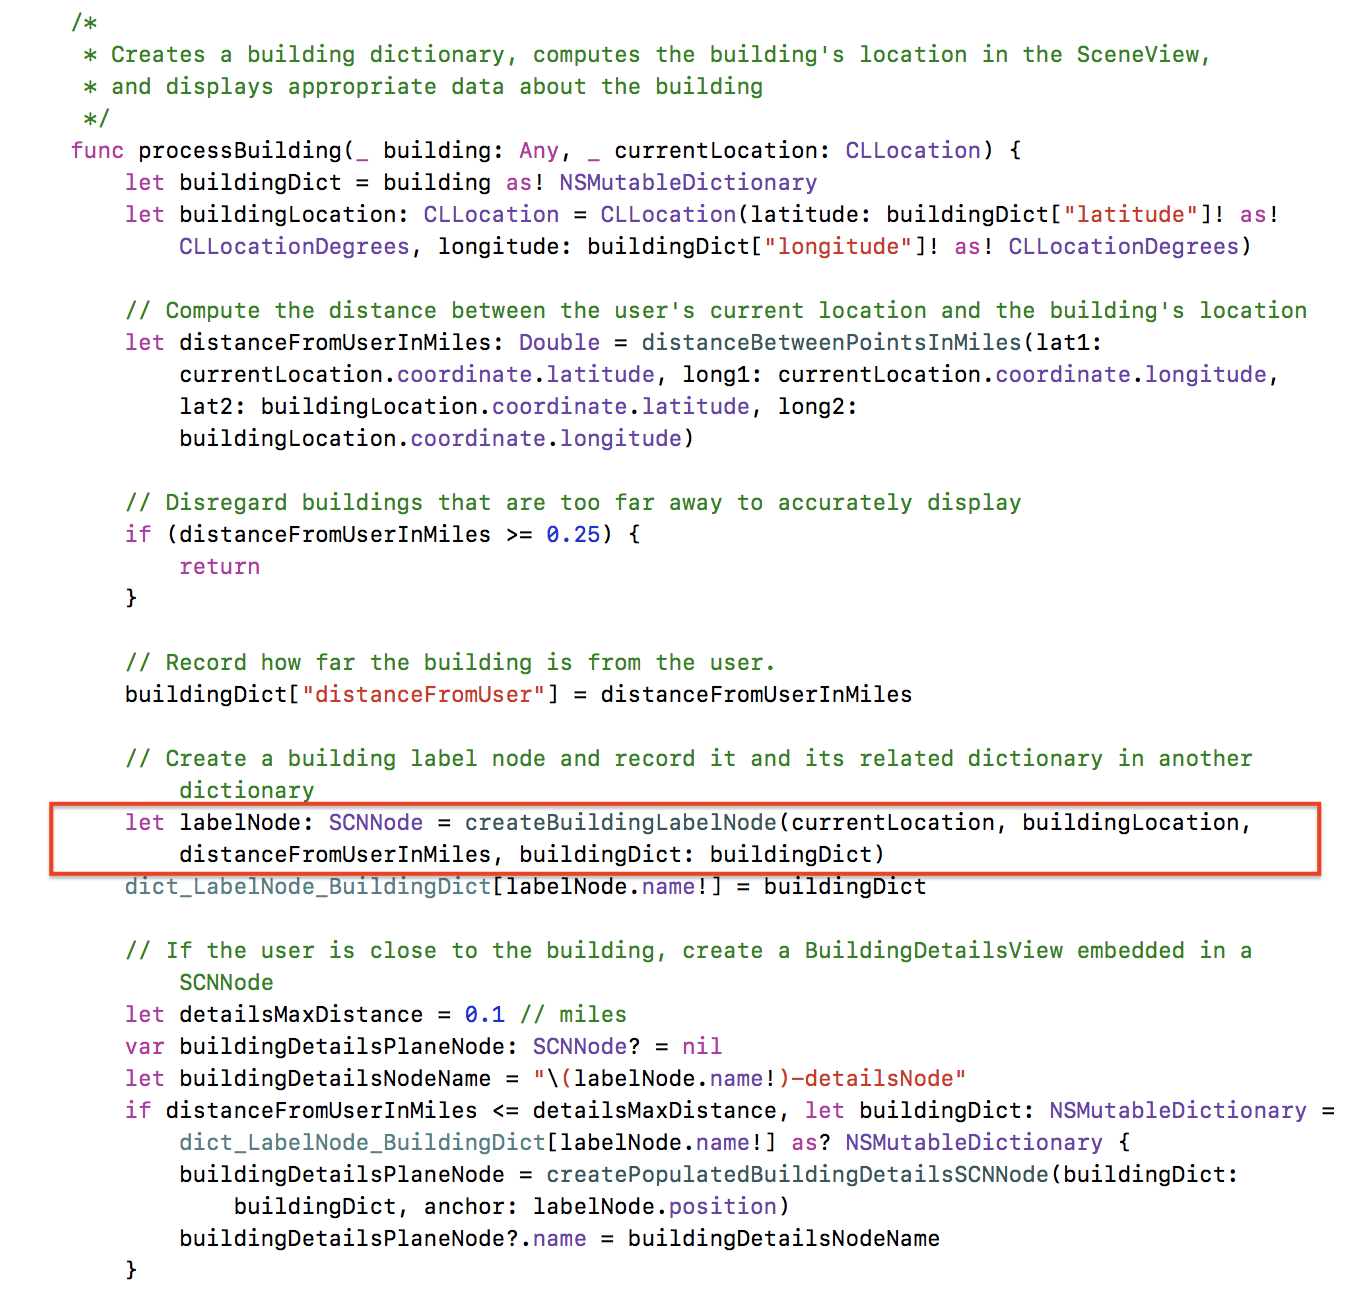 /*
* Creates a building dictionary, computes the building's location in the SceneView,
* and displays appropriate data about the building
*/
func processBuilding(_ building: Any, _ currentLocation: CLLocation) {
let buildingDict = building as! NSMutableDictionary
let buildingLocation: CLLocation = CLLocation(latitude: buildingDict["latitude"]! as!
CLLocationDegrees, longitude: buildingDict["longitude"]! as! CLLocationDegrees)
// Compute the distance between the user's current location and the building's location
let distanceFromUserInMiles: Double = distanceBetweenPointsInMiles(lat1:
currentLocation.coordinate.latitude, long1: currentLocation.coordinate.longitude,
lat2: buildingLocation.coordinate.latitude, long2:
buildingLocation.coordinate.longitude)
// Disregard buildings that are too far away to accurately display
if (distanceFromUserInMiles >= 0.25) {
return
}
// Record how far the building is from the user.
buildingDict["distanceFromUser"] = distanceFromUserInMiles
// Create a building label node and record it and its related dictionary in another
dictionary
let labelNode: SCNNode = createBuildingLabelNode(currentLocation, buildingLocation,
distanceFromUserInMiles, buildingDict: buildingDict)
dict_LabelNode_BuildingDict[labelNode.name!] = buildingDict
// If the user is close to the building, create a BuildingDetailsView embedded in a
SCNNode
let detailsMaxDistance = 0.1 // miles
var buildingDetailsPlaneNode: SCNNode? = nil
let buildingDetailsNodeName = "\(labelNode.name!)-detailsNode"
if distanceFromUserInMiles <= detailsMaxDistance, let buildingDict: NSMutableDictionary =
dict_LabelNode_BuildingDict[labelNode.name!] as? NSMutableDictionary {
buildingDetailsPlaneNode = createPopulatedBuildingDetailsSCNNode(buildingDict:
buildingDict, anchor: labelNode.position)
buildingDetailsPlaneNode?.name = buildingDetailsNodeName
}